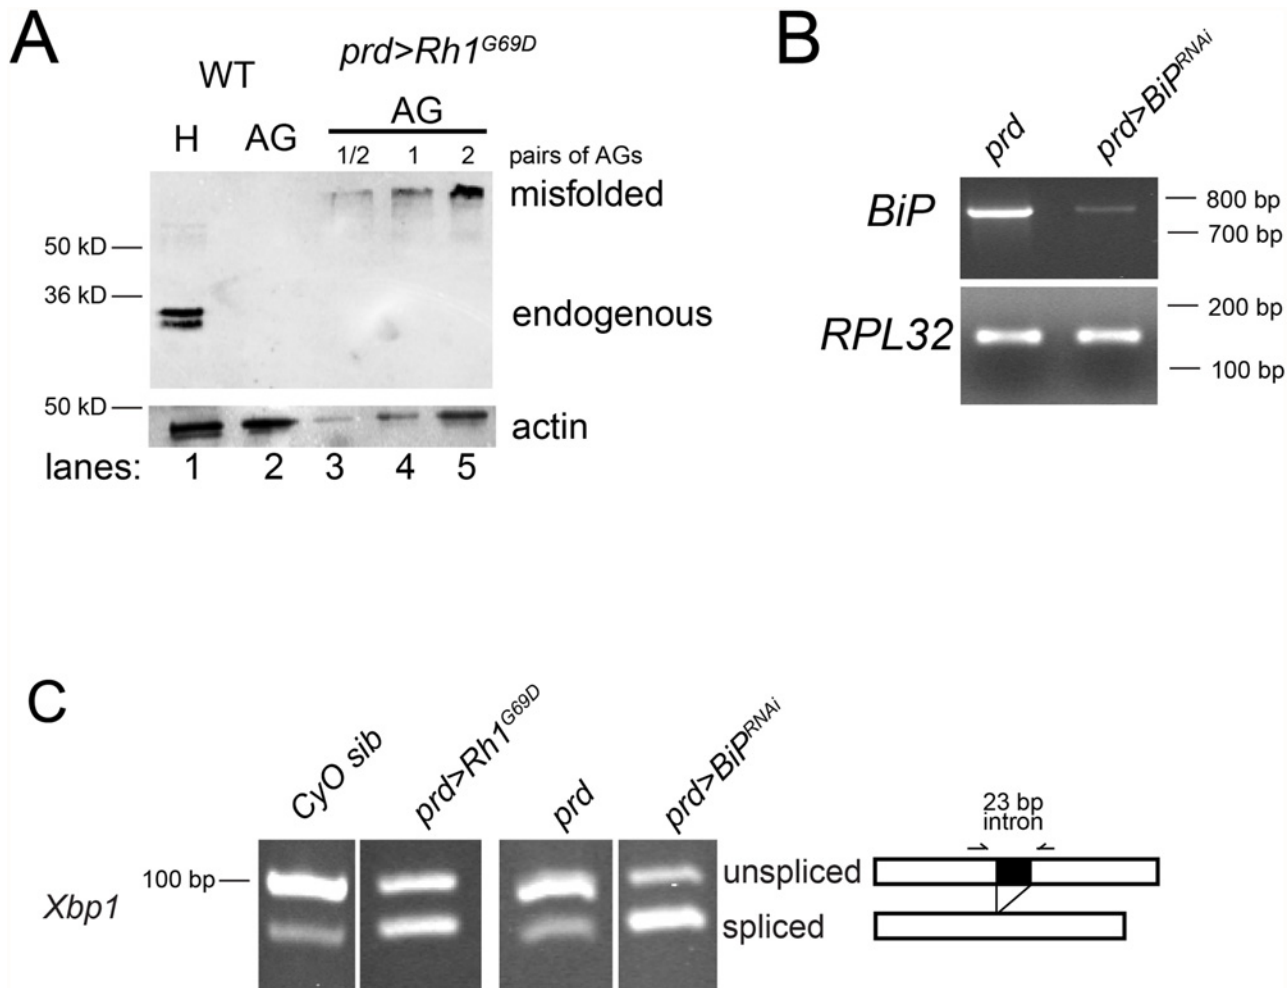 A
WT
prd>Rh1G69D
H
AG
AG
1/2 1 2 pairs of AGs
misfolded
50 kD
36 kD
endogenous
50 kD
actin
lanes: 1 2 3 4 5
B
prd
prd>BiPRNAi
BiP
800 bp
700 bp
RPL32
200 bp
100 bp
C
CyO sib
prd>Rh1G69D
prd
prd>BiPRNAi
Xbp1
100 bp
unspliced
spliced
23 bp
intron